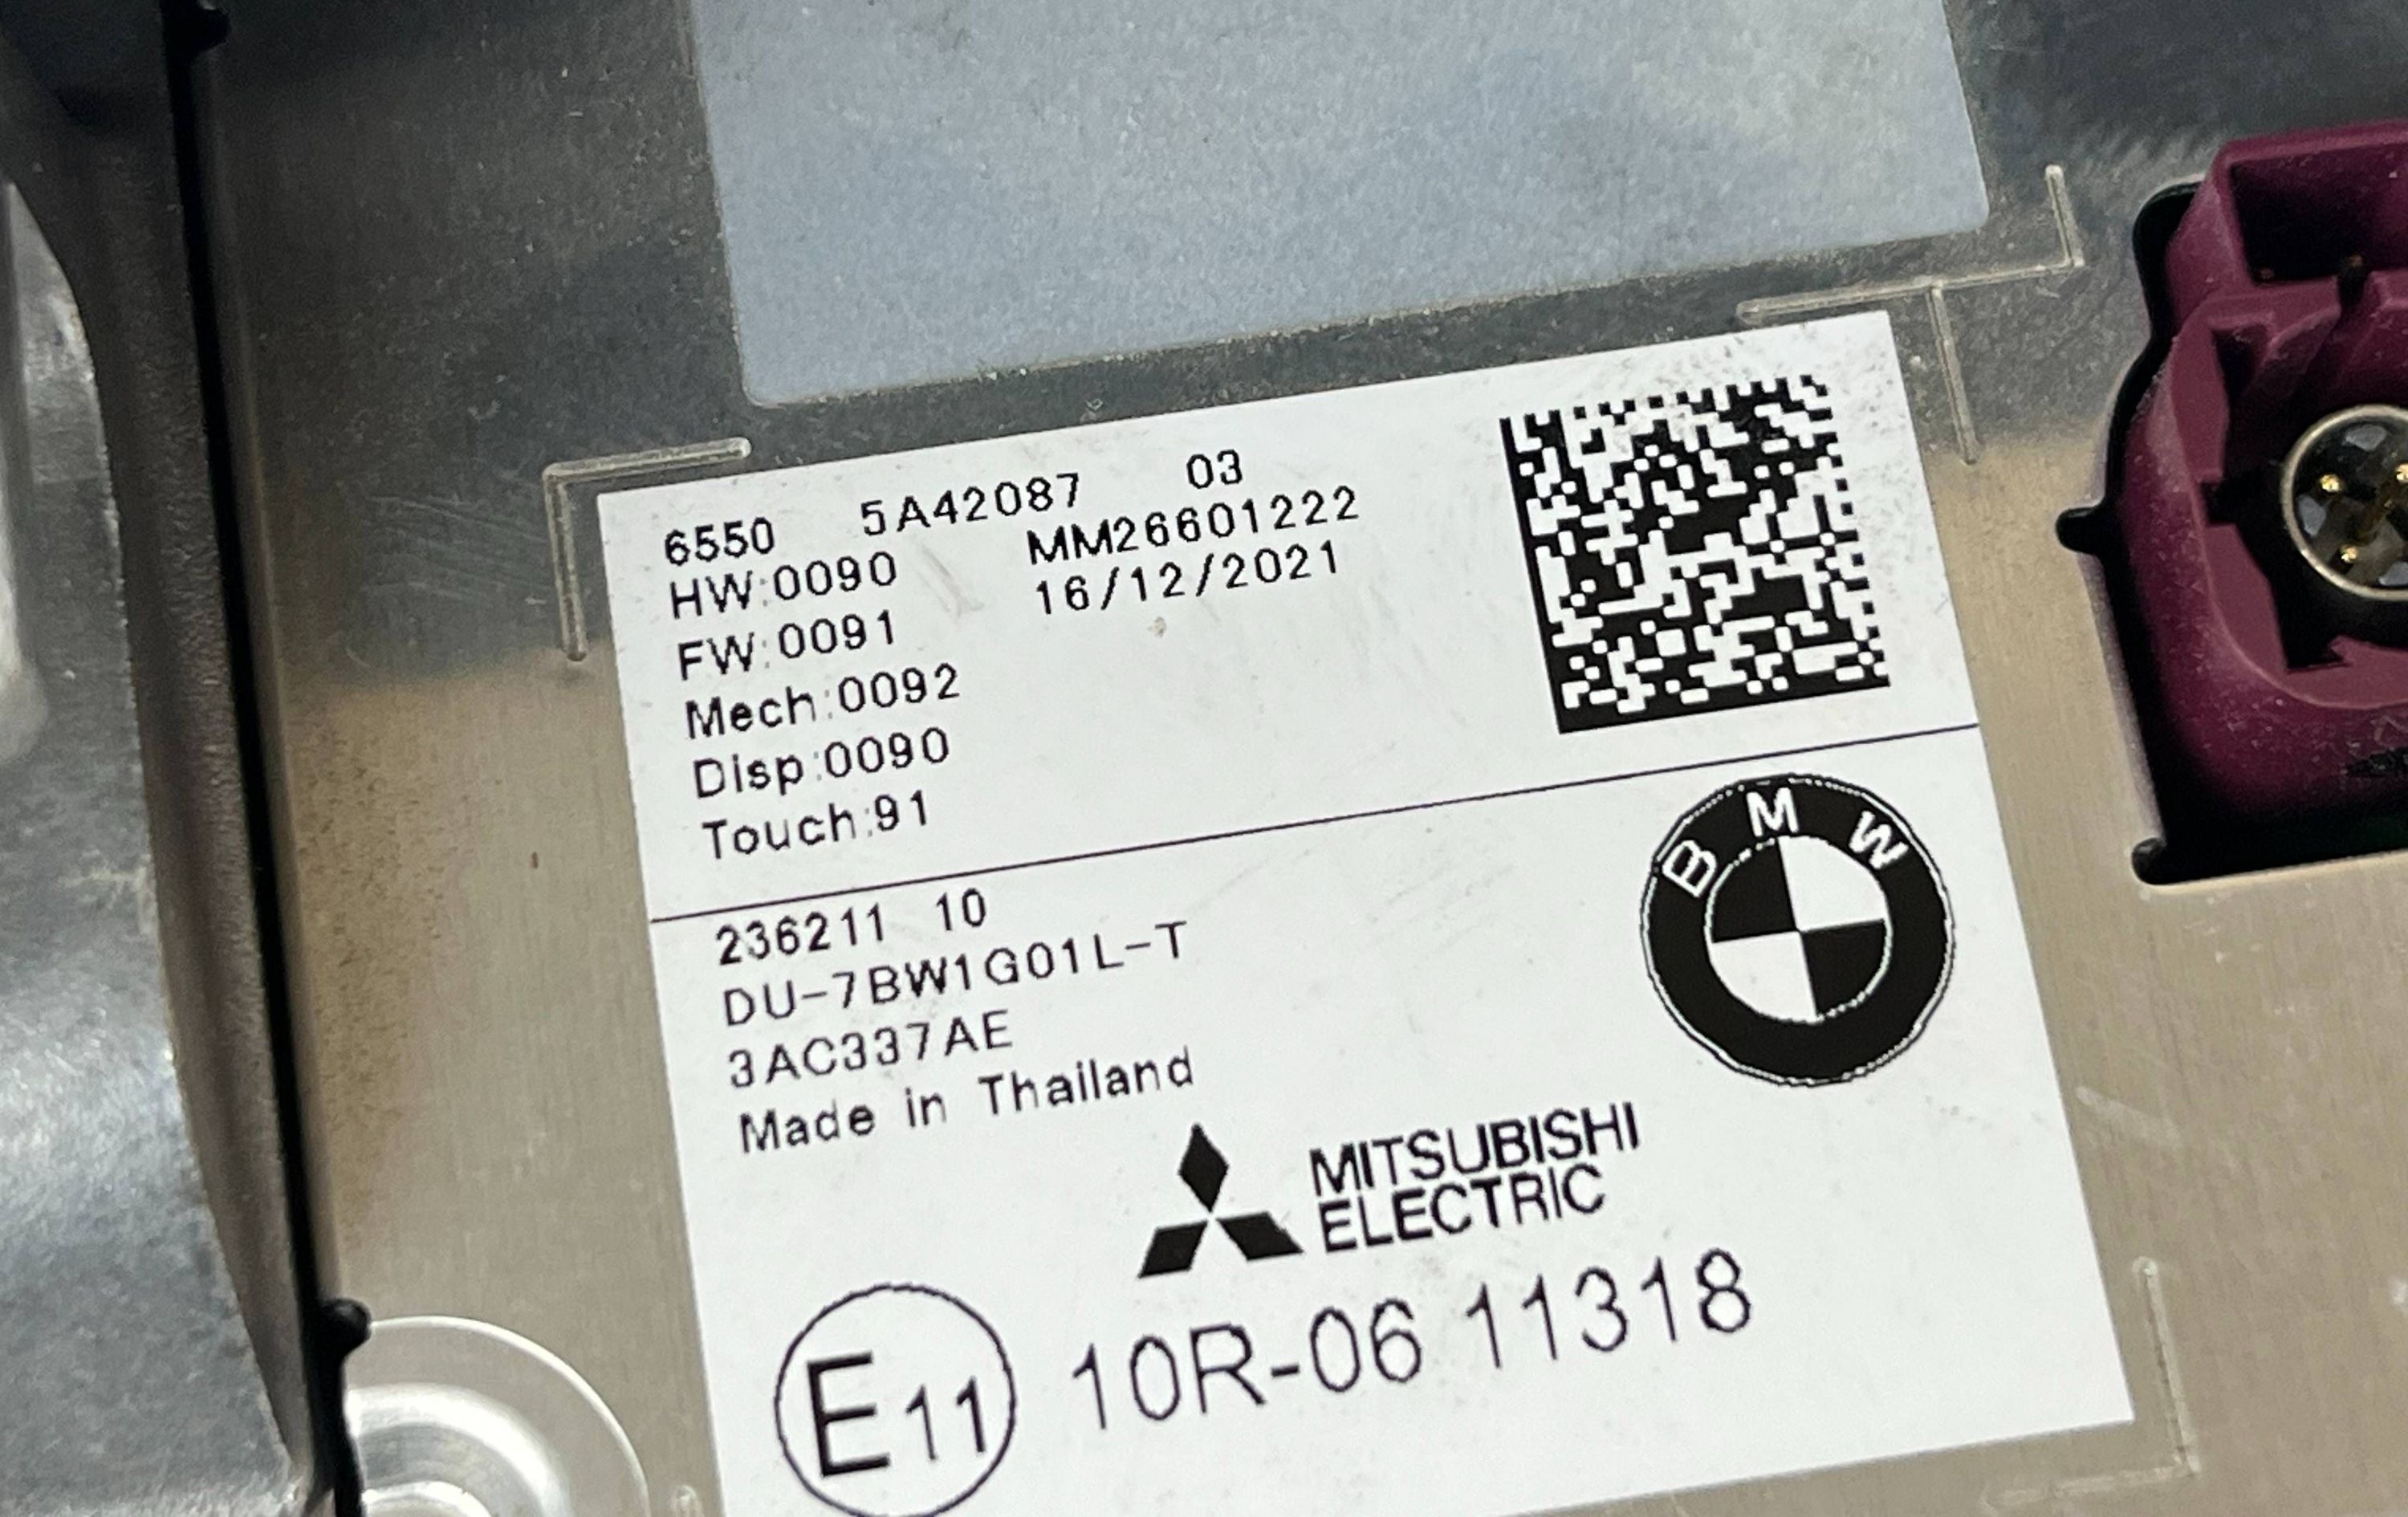 6550 5A42087 03
HW:0090 MM26601222
FW:0091 16/12/2021
Mech:0092
Disp:0090
Touch:91
236211 10
DU-7BW1G01L-T
3AC337AE
Made in Thailand
BMW
MITSUBISHI
ELECTRIC
E11 10R-06 11318